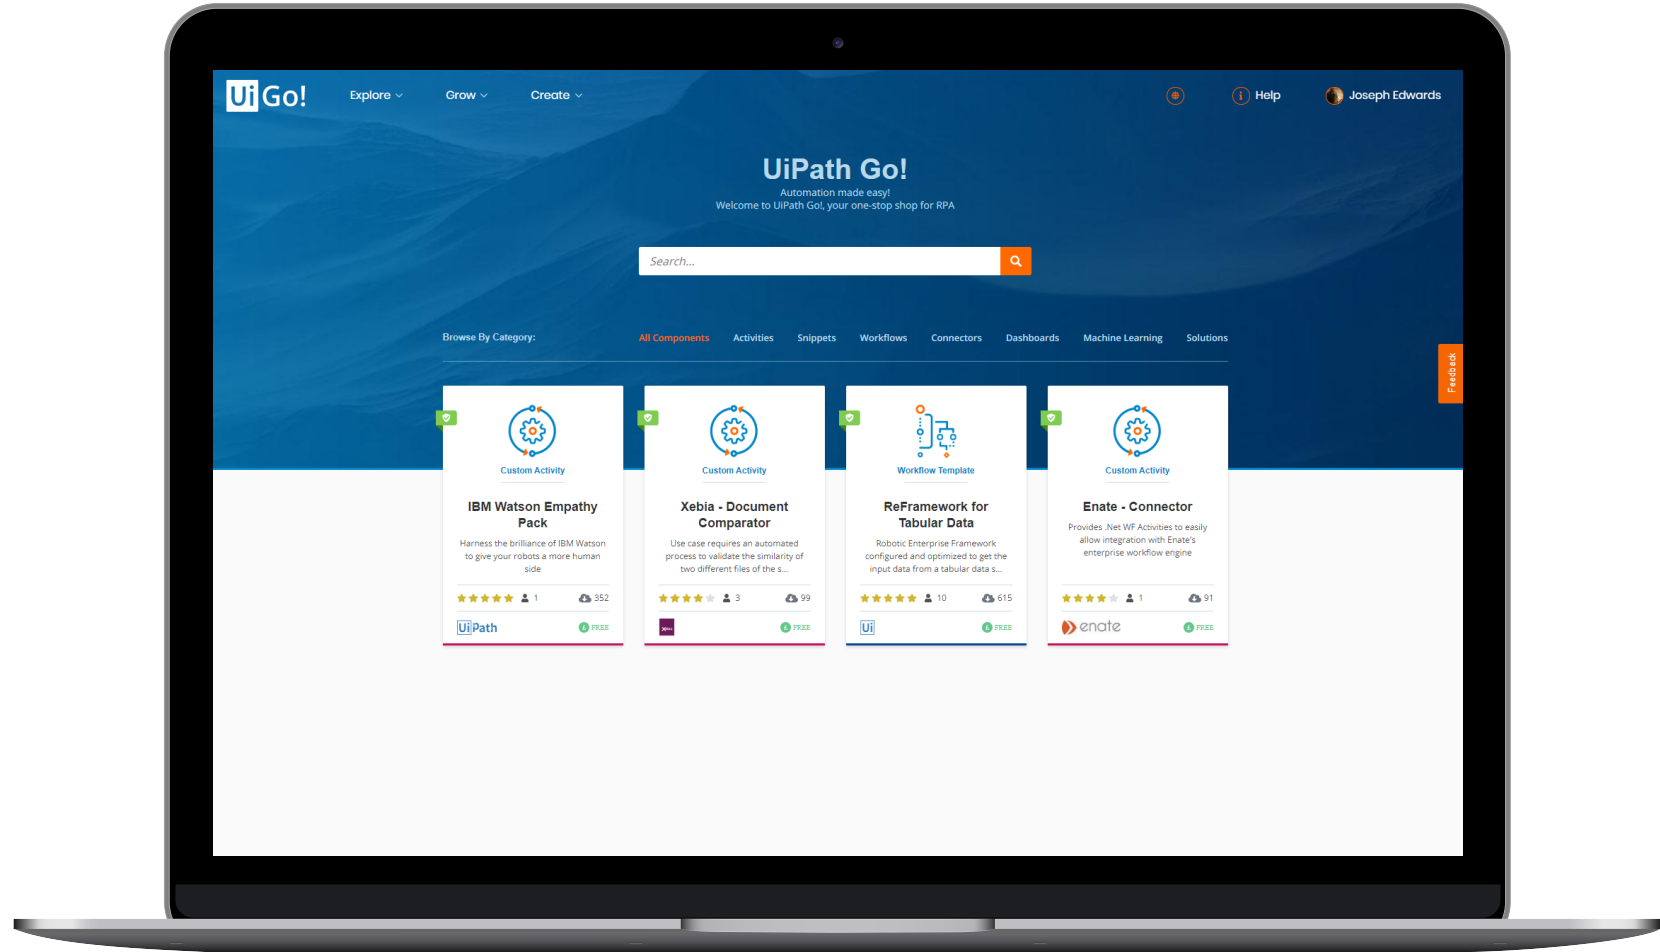 Ui Go!
Explore
Grow
Create
Help
Joseph Edwards
UiPath Go!
Automation made easy!
Welcome to UiPath Go!, your one-stop shop for RPA
Search...
Browse By Category:
All Components
Activities
Snippets
Workflows
Connectors
Dashboards
Machine Learning
Solutions
Feedback
Custom Activity
IBM Watson Empathy
Pack
Harness the brilliance of IBM Watson
to give your robots a more human
side
1
352
UiPath
FREE
Custom Activity
Xebia - Document
Comparator
Use case requires an automated
process to validate the similarity of
two different files of the s...
3
99
FREE
Workflow Template
ReFramework for
Tabular Data
Robotic Enterprise Framework
configured and optimized to get the
input data from a tabular data s...
10
615
Ui
FREE
Custom Activity
Enate - Connector
Provides .Net WF Activities to easily
allow integration with Enate's
enterprise workflow engine
1
91
enate
FREE